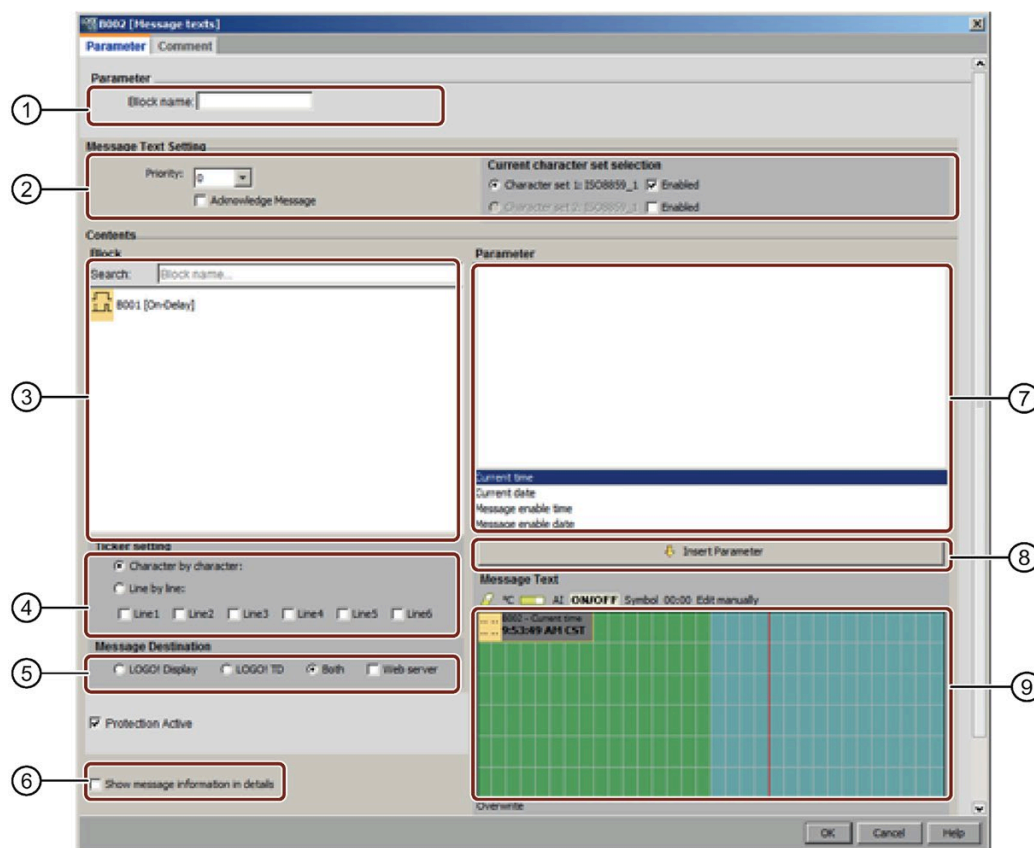 B002 [Message texts]
Parameter Comment
Parameter
1
Block name:
Message Text Setting
2
Priority: 0
Acknowledge Message
Current character set selection
Character set 1: ISO8859_1 Enabled
Character set 2: ISO8859_1 Enabled
Contents
Block
Search: Block name...
B001 [On-Delay]
3
Parameter
7
Current time
Current date
Message enable time
Message enable date
Insert Parameter
8
Ticker setting
Character by character:
Line by line:
4
Line1 Line2 Line3 Line4 Line5 Line6
Message Destination
5
LOGO! Display LOGO! TD Both Web server
Protection Active
6
Show message information in details
Message Text
°C AI ON/OFF Symbol 00:00 Edit manually
B002 - Current time
9:53:49 AM CST
9
Overwrite
OK Cancel Help